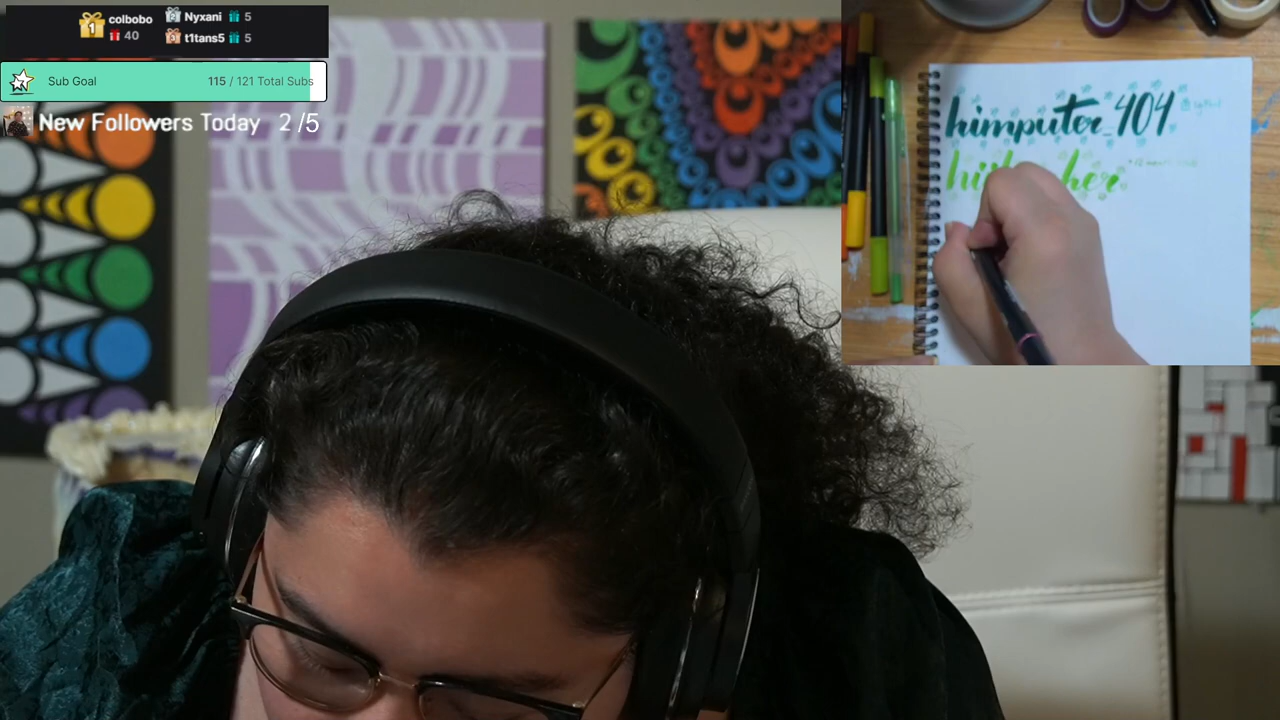 colbobo
40
Nyxani 5
t1tans5 5
Sub Goal 115 / 121 Total Subs
New Followers Today 2 /5
himputer_404